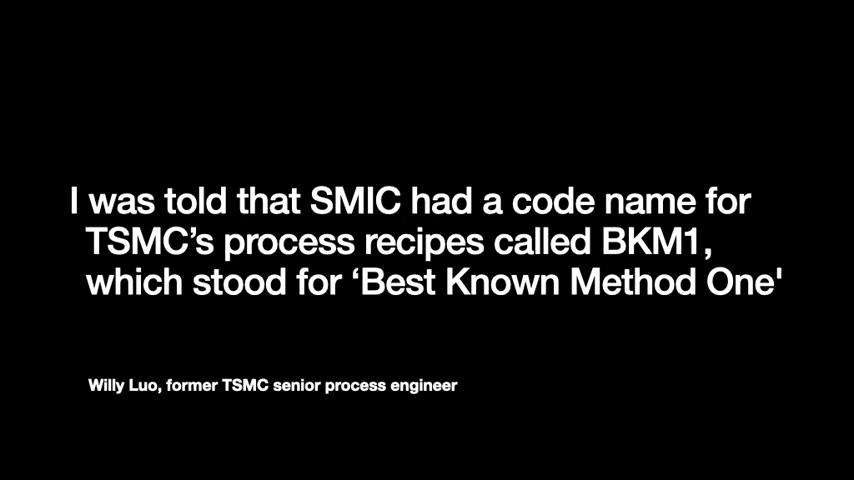 I was told that SMIC had a code name for
TSMC’s process recipes called BKM1,
which stood for ‘Best Known Method One'
Willy Luo, former TSMC senior process engineer